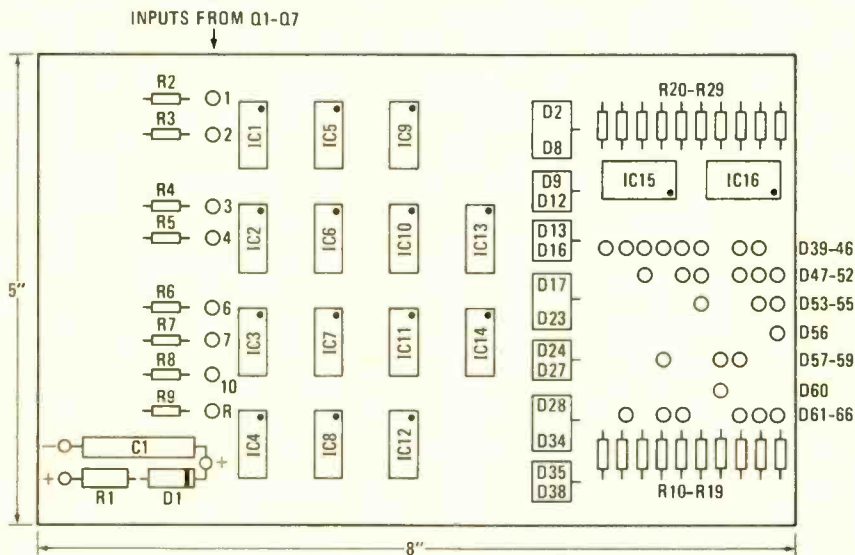 INPUTS FROM Q1-Q7
R2
1
R3
2
R4
3
R5
4
R6
6
R7
7
R8
10
R9
R
− C1 +
+ R1 D1
IC1
IC5
IC9
IC2
IC6
IC10
IC13
IC3
IC7
IC11
IC14
IC4
IC8
IC12
D2
D8
D9
D12
D13
D16
D17
D23
D24
D27
D28
D34
D35
D38
R20-R29
IC15
IC16
D39-46
D47-52
D53-55
D56
D57-59
D60
D61-66
R10-R19
5"
8"